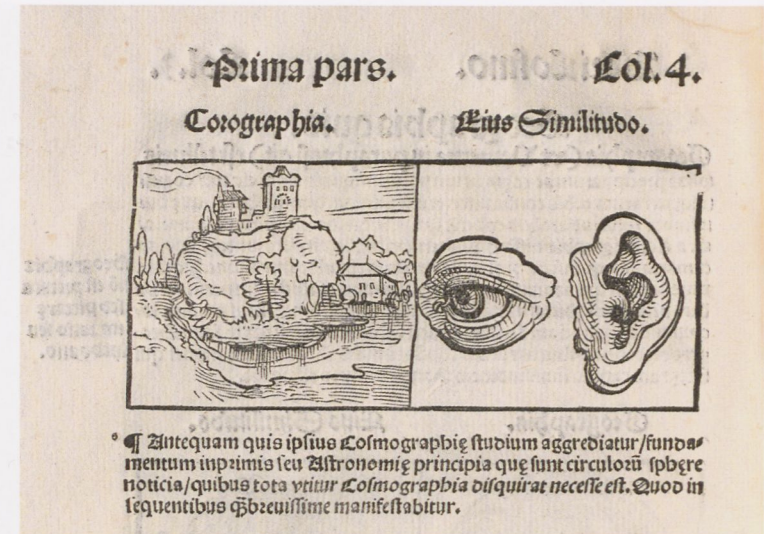 Prima pars. Col. 4.
Corographia. Eius Similitudo.
¶ Antequam quis ipsius Cosmographię studium aggrediatur/funda⸗
mentum inprimis seu Astronomię principia quę sunt circulorū sphęre
noticia/quibus tota vtitur Cosmographia disquirat necesse est. Quod in
sequentibus q̄breuissime manifestabitur.